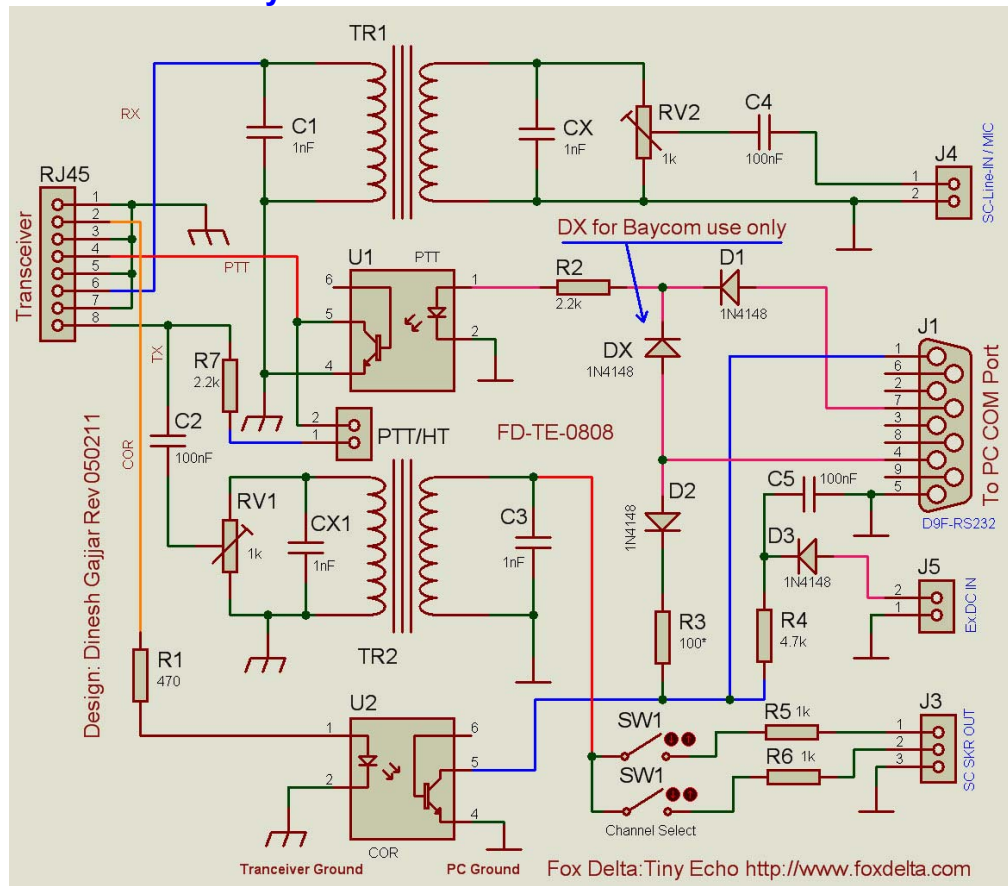 y
TR1
RX
C1
1nF
CX
1nF
RV2
1k
C4
100nF
J4
1
2
SC-Line-IN / MIC
RJ45
Transceiver
1
2
3
4
5
6
7
8
PTT
DX for Baycom use only
U1
PTT
6
5
4
1
2
R2
2.2k
D1
1N4148
DX
1N4148
J1
1
6
2
7
3
8
4
9
5
D9F-RS232
To PC COM Port
TX
COR
R7
2.2k
C2
100nF
2
1
PTT/HT
FD-TE-0808
RV1
1k
CX1
1nF
C3
1nF
TR2
D2
1N4148
C5
100nF
D3
1N4148
J5
2
1
Ex.DC IN
R3
100*
R4
4.7k
Design: Dinesh Gajjar Rev 050211
R1
470
U2
1
2
6
5
4
COR
SW1
SW1
Channel Select
R5 1k
R6 1k
J3
1
2
3
SC SKR OUT
Tranceiver Ground
PC Ground
Fox Delta:Tiny Echo http://www.foxdelta.com